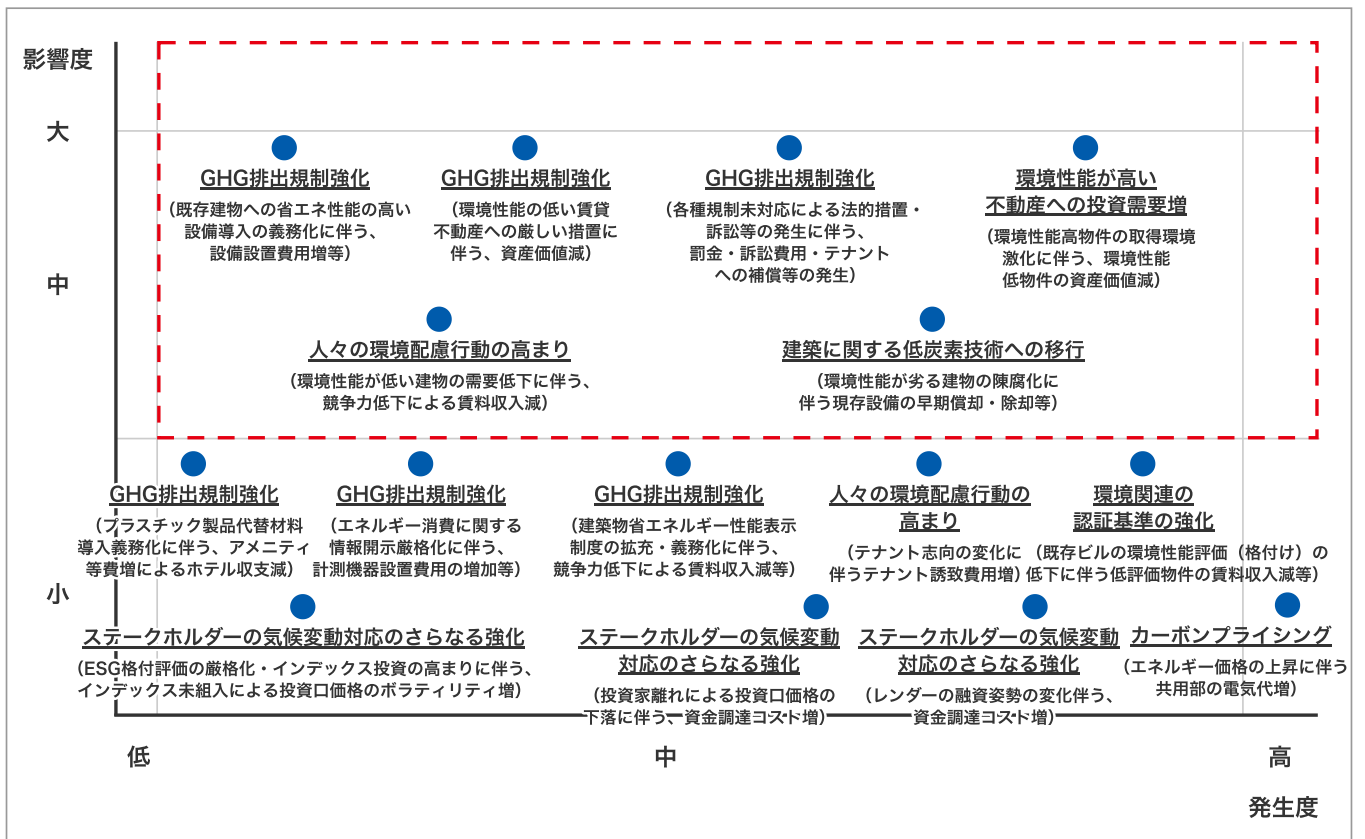 影響度
大
中
小
GHG排出規制強化
（既存建物への省エネ性能の高い
設備導入の義務化に伴う、
設備設置費用増等）
GHG排出規制強化
（環境性能の低い賃貸
不動産への厳しい措置に
伴う、資産価値減）
GHG排出規制強化
（各種規制未対応による法的措置・
訴訟等の発生に伴う、
罰金・訴訟費用・テナント
への補償等の発生）
環境性能が高い
不動産への投資需要増
（環境性能高物件の取得環境
激化に伴う、環境性能
低物件の資産価値減）
人々の環境配慮行動の高まり
（環境性能が低い建物の需要低下に伴う、
競争力低下による賃料収入減）
建築に関する低炭素技術への移行
（環境性能が劣る建物の陳腐化に
伴う現存設備の早期償却・除却等）
GHG排出規制強化
（プラスチック製品代替材料
導入義務化に伴う、アメニティ
等費増によるホテル収支減）
GHG排出規制強化
（エネルギー消費に関する
情報開示厳格化に伴う、
計測機器設置費用の増加等）
GHG排出規制強化
（建築物省エネルギー性能表示
制度の拡充・義務化に伴う、
競争力低下による賃料収入減等）
人々の環境配慮行動の
高まり
（テナント志向の変化に
伴うテナント誘致費用増）
環境関連の
認証基準の強化
（既存ビルの環境性能評価（格付け）の
低下に伴う低評価物件の賃料収入減等）
ステークホルダーの気候変動対応のさらなる強化
（ESG格付評価の厳格化・インデックス投資の高まりに伴う、
インデックス未組入による投資口価格のボラティリティ増）
ステークホルダーの気候変動
対応のさらなる強化
（投資家離れによる投資口価格の
下落に伴う、資金調達コスト増）
ステークホルダーの気候変動
対応のさらなる強化
（レンダーの融資姿勢の変化伴う、
資金調達コスト増）
カーボンプライシング
（エネルギー価格の上昇に伴う
共用部の電気代増）
低
中
高
発生度